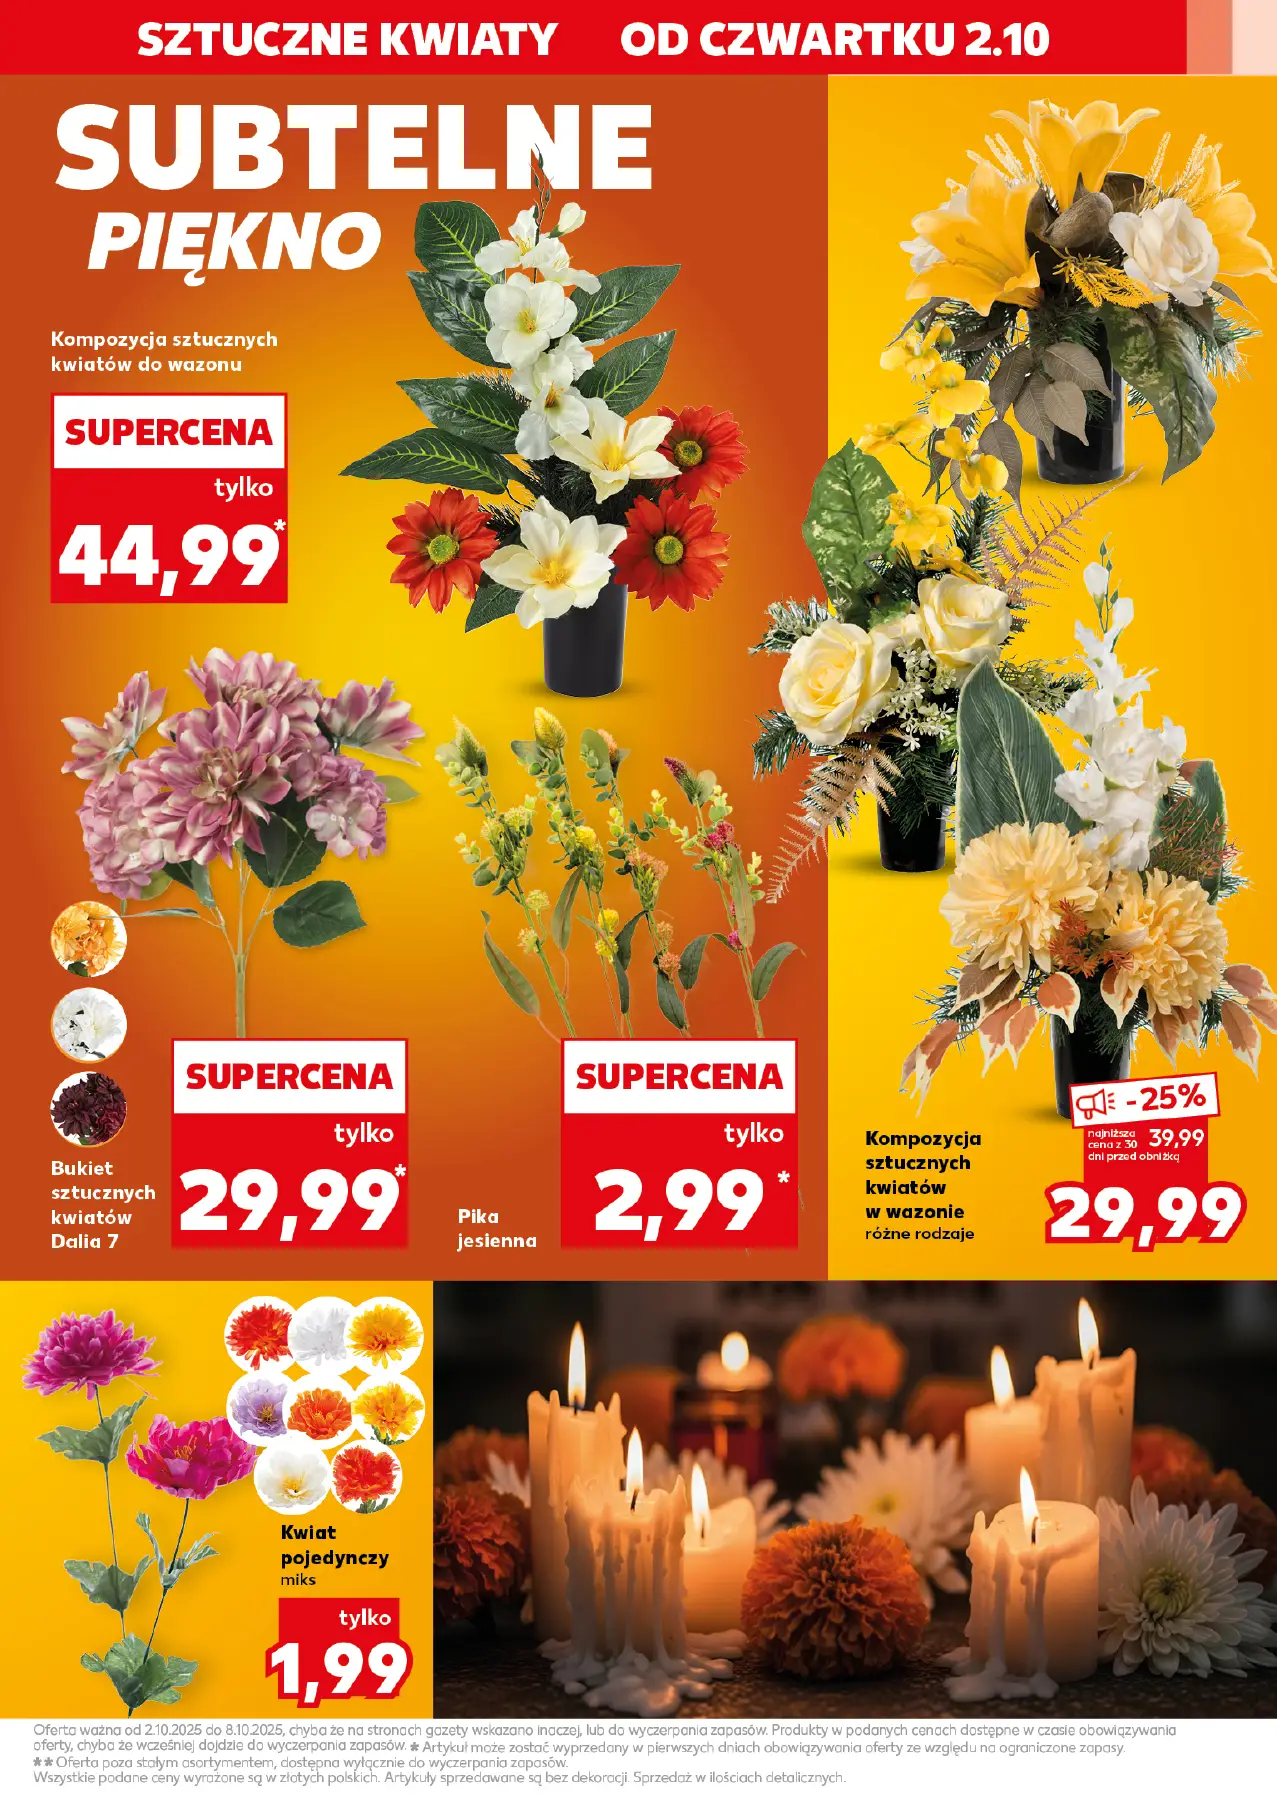 SZTUCZNE KWIATY OD CZWARTKU 2.10
SUBTELNE
PIĘKNO
Kompozycja sztucznych
kwiatów do wazonu
SUPERCENA
tylko
44,99*
SUPERCENA
tylko
29,99*
Bukiet
sztucznych
kwiatów
Dalia 7
SUPERCENA
tylko
2,99*
Pika
jesienna
Kompozycja
sztucznych
kwiatów
w wazonie
różne rodzaje
-25%
najniższa
cena z 30 39,99
dni przed obniżką
29,99
Kwiat
pojedynczy
miks
tylko
1,99
Oferta ważna od 2.10.2025 do 8.10.2025, chyba że na stronach gazety wskazano inaczej, lub do wyczerpania zapasów. Produkty w podanych cenach dostępne w czasie obowiązywania
oferty, chyba że wcześniej dojdzie do wyczerpania zapasów. * Artykuł może zostać wyprzedany w pierwszych dniach obowiązywania oferty ze względu na ograniczone zapasy.
** Oferta poza stałym asortymentem, dostępna wyłącznie do wyczerpania zapasów.
Wszystkie podane ceny wyrażone są w złotych polskich. Artykuły sprzedawane są bez dekoracji. Sprzedaż w ilościach detalicznych.